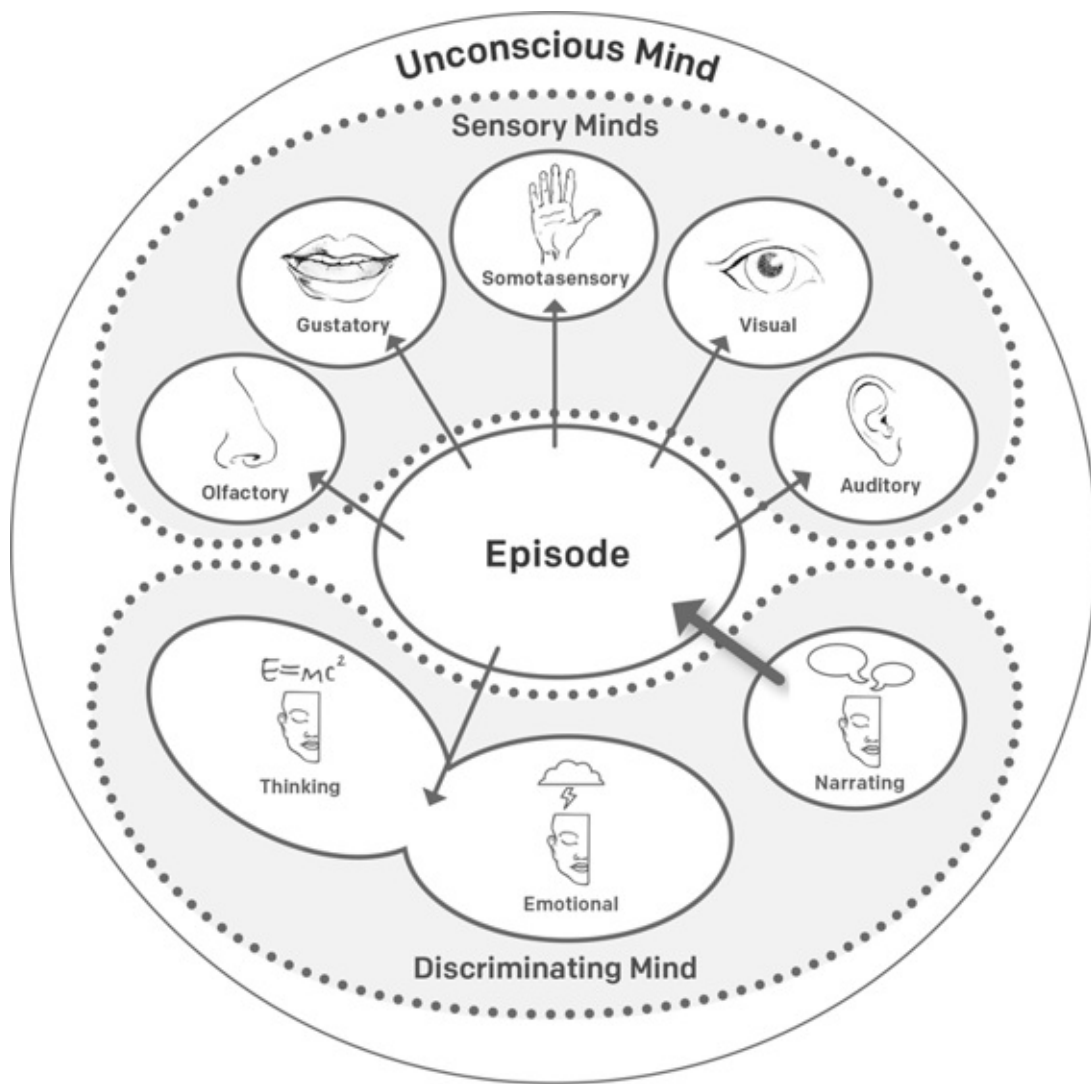 Unconscious Mind
Sensory Minds
Somotasensory
Gustatory
Visual
Olfactory
Auditory
Episode
E=mc²
Thinking
Narrating
Emotional
Discriminating Mind